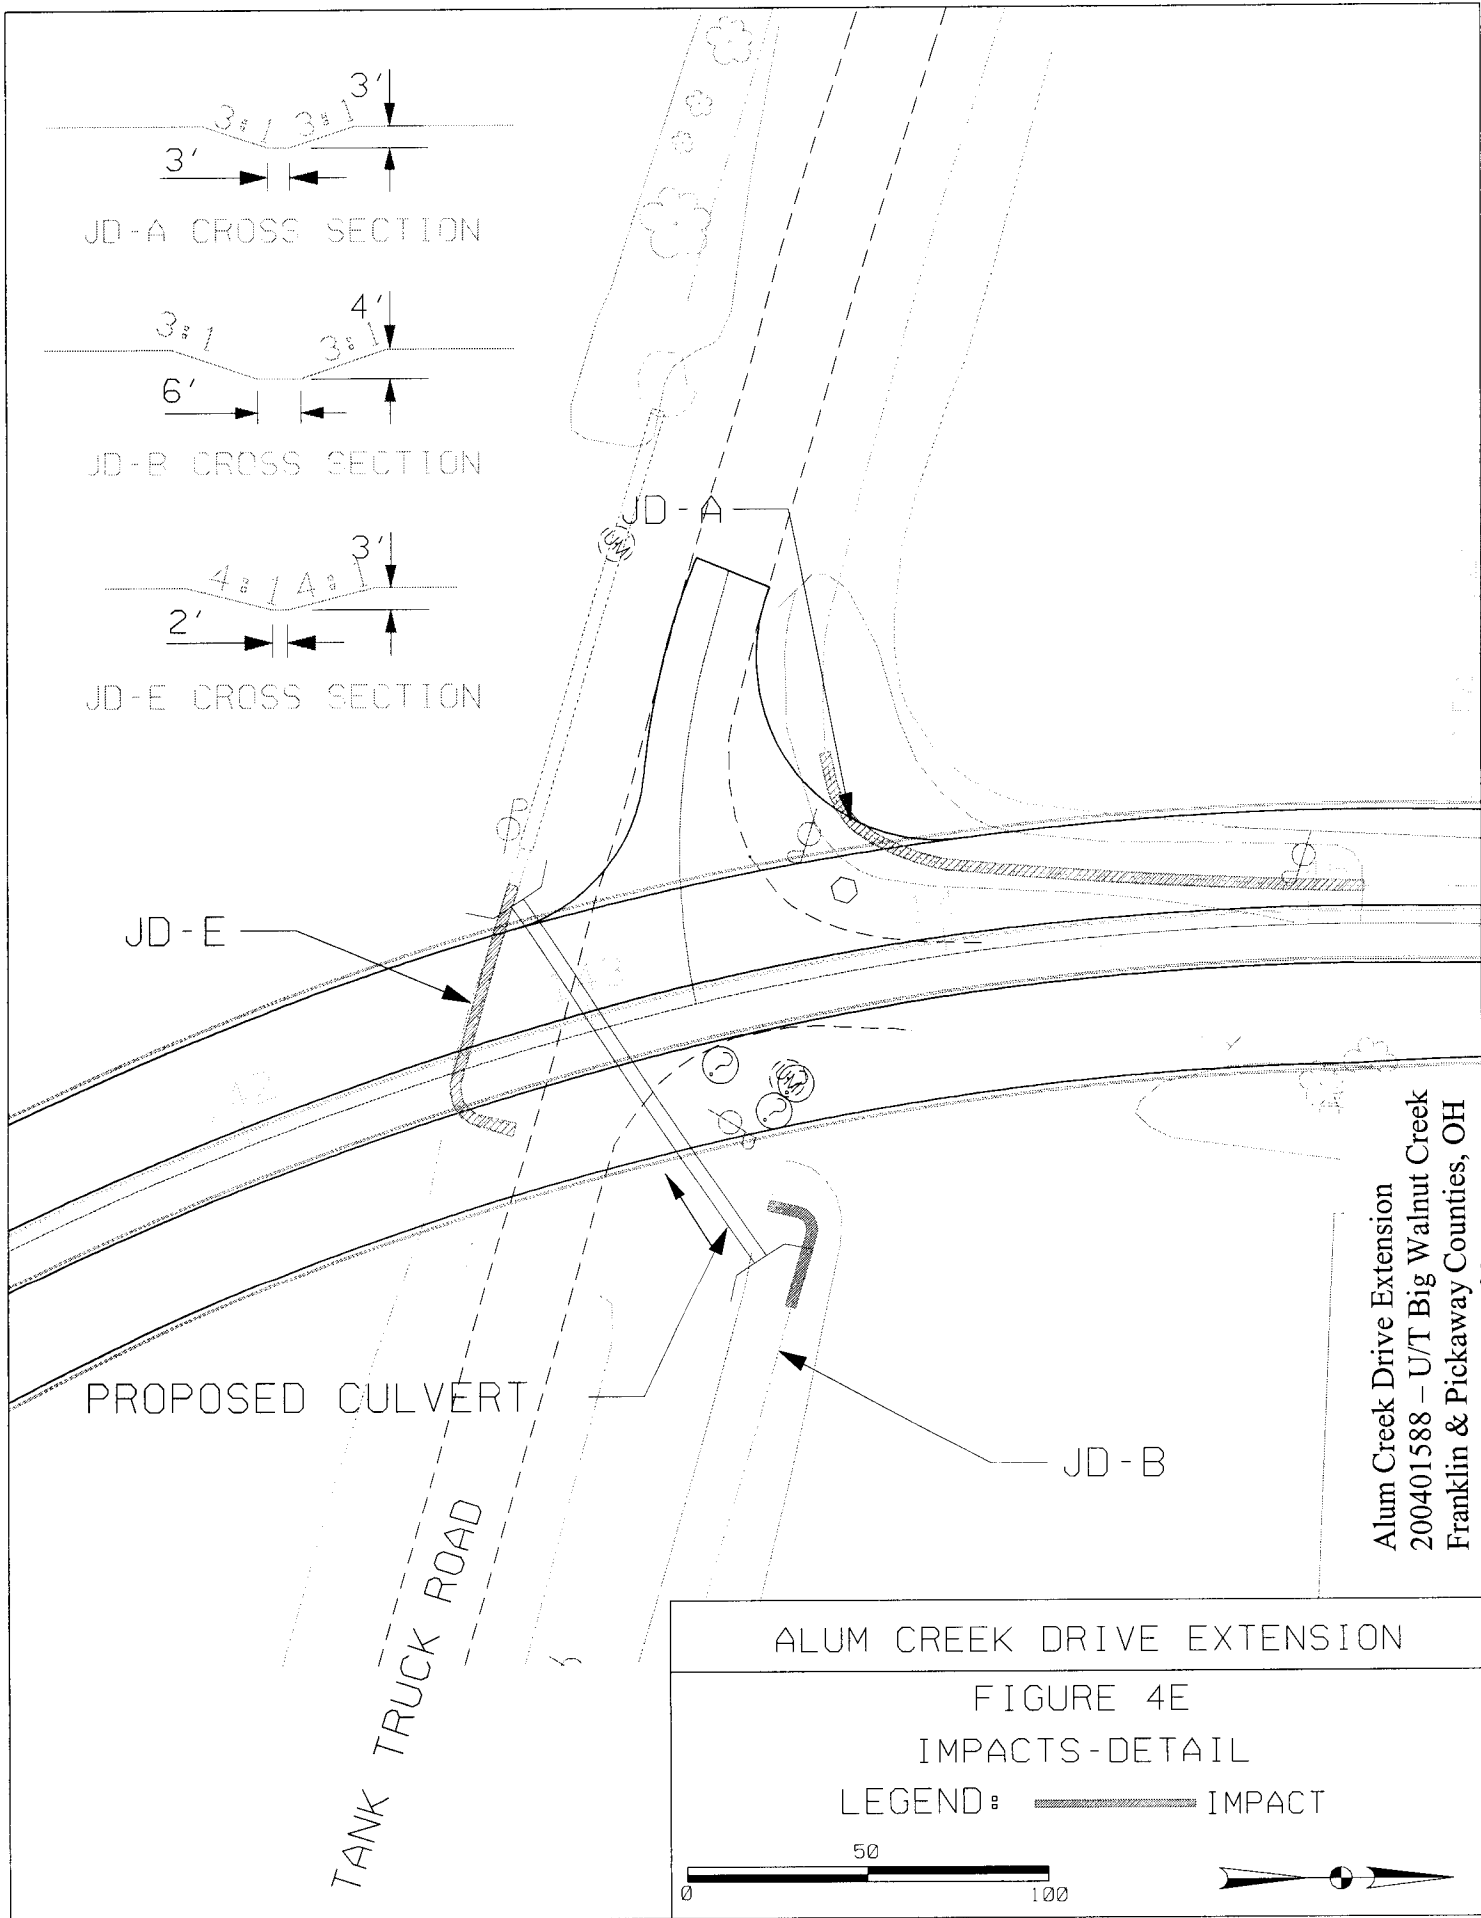 3'
3:1 3:1
3'
JD-A CROSS SECTION
4'
3:1 3:1
6'
JD-B CROSS SECTION
3'
4:1 4:1
2'
JD-E CROSS SECTION
JD-A
JD-E
PROPOSED CULVERT
JD-B
TANK TRUCK ROAD
Alum Creek Drive Extension
200401588 – U/T Big Walnut Creek
Franklin & Pickaway Counties, OH
ALUM CREEK DRIVE EXTENSION
FIGURE 4E
IMPACTS-DETAIL
LEGEND: IMPACT
50
0 100